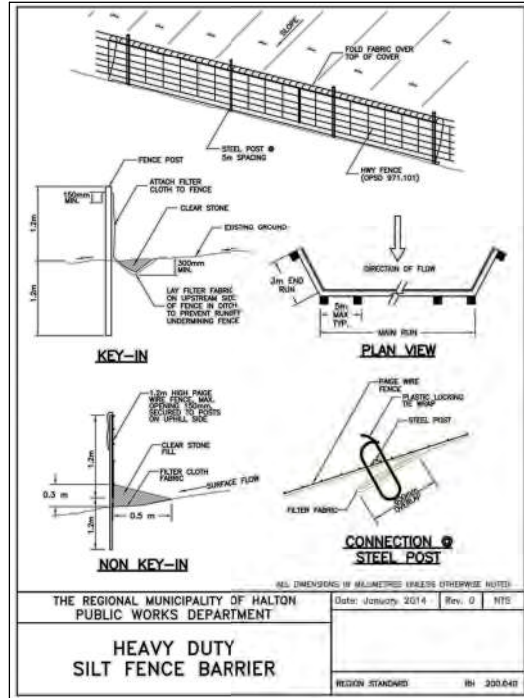 SLOPE
FOLD FABRIC OVER
TOP OF COVER
STEEL POST @
5m SPACING
HWY FENCE
(OPSD 971.101)
FENCE POST
150mm
MIN.
ATTACH FILTER
CLOTH TO FENCE
CLEAR STONE
EXISTING GROUND
1.2m
300mm
MIN.
1.2m
LAY FILTER FABRIC
ON UPSTREAM SIDE
OF FENCE IN DITCH
TO PREVENT RUNOFF
UNDERMINING FENCE
KEY-IN
DIRECTION OF FLOW
3m END
RUN
5m
MAX
TYP.
MAIN RUN
PLAN VIEW
1.2m HIGH PAIGE
WIRE FENCE, MAX.
OPENING 150mm,
SECURED TO POSTS
ON UPHILL SIDE
1.2m
CLEAR STONE
FILL
FILTER CLOTH
FABRIC
SURFACE FLOW
0.3 m
0.5 m
1.2m
NON KEY-IN
PAIGE WIRE
FENCE
PLASTIC LOCKING
TIE WRAP
STEEL POST
FILTER FABRIC
OVERLAP
CONNECTION @
STEEL POST
ALL DIMENSIONS IN MILLIMETRES UNLESS OTHERWISE NOTED
THE REGIONAL MUNICIPALITY OF HALTON
PUBLIC WORKS DEPARTMENT
Date: January 2014
Rev. 0
NTS
HEAVY DUTY
SILT FENCE BARRIER
REGION STANDARD
RH 200.040